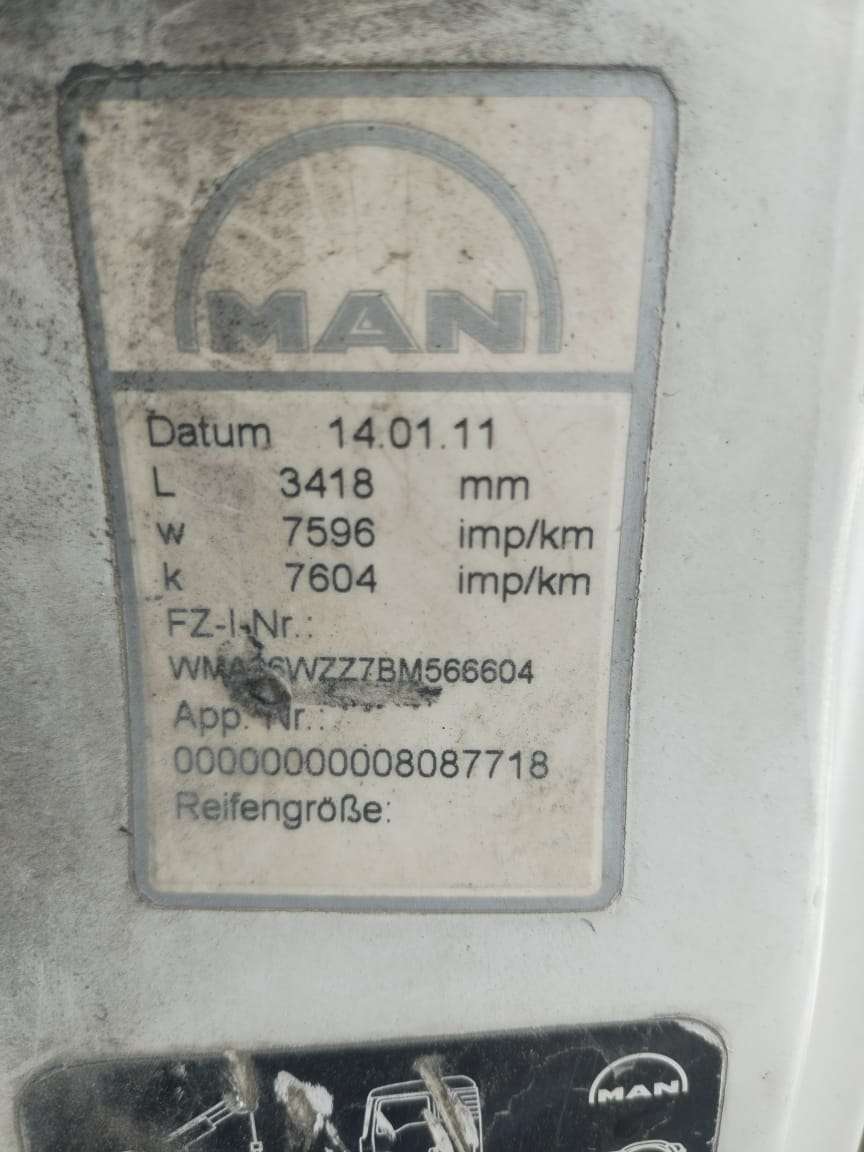 MAN
Datum 14.01.11
L 3418 mm
w 7596 imp/km
k 7604 imp/km
FZ-I-Nr.:
App. Nr.:
00000000008087718
Reifengröße:
MAN